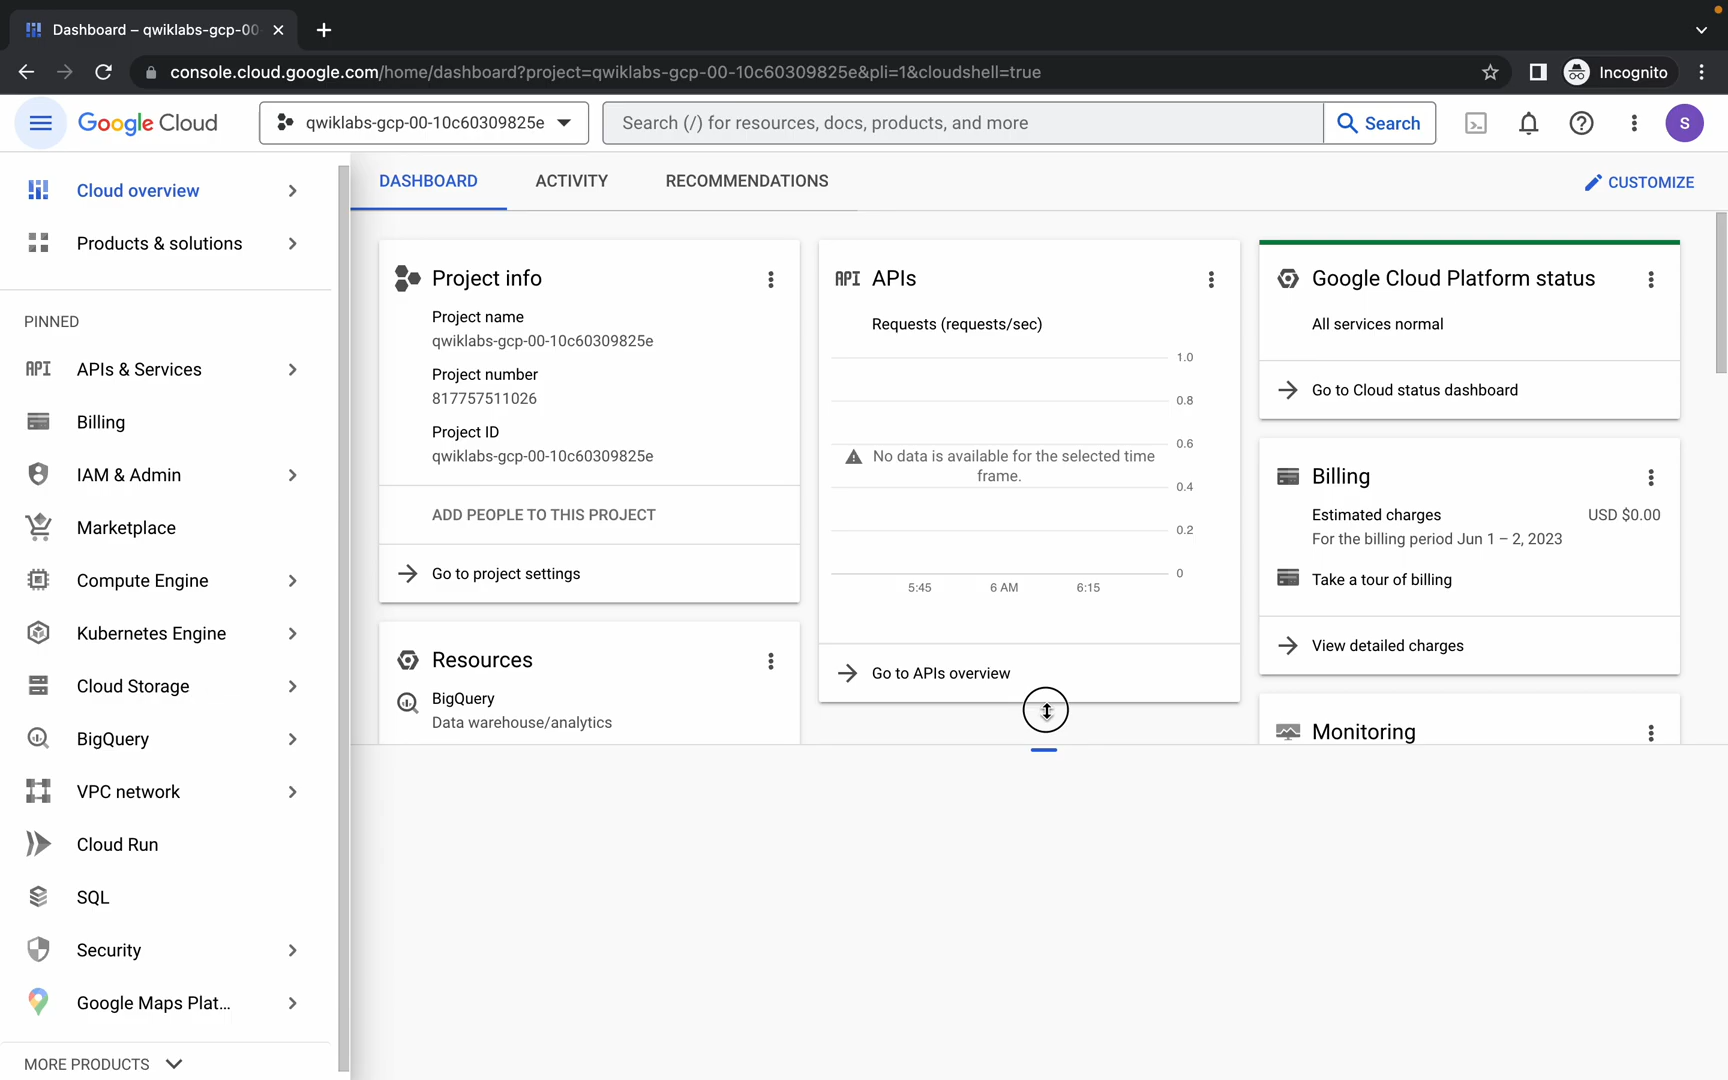 Dashboard – qwiklabs-gcp-00
console.cloud.google.com/home/dashboard?project=qwiklabs-gcp-00-10c60309825e&pli=1&cloudshell=true
Incognito
Google Cloud
qwiklabs-gcp-00-10c60309825e
Search (/) for resources, docs, products, and more
Search
S
Cloud overview
Products & solutions
PINNED
API APIs & Services
Billing
IAM & Admin
Marketplace
Compute Engine
Kubernetes Engine
Cloud Storage
BigQuery
VPC network
Cloud Run
SQL
Security
Google Maps Plat...
MORE PRODUCTS
DASHBOARD
ACTIVITY
RECOMMENDATIONS
CUSTOMIZE
Project info
Project name
qwiklabs-gcp-00-10c60309825e
Project number
817757511026
Project ID
qwiklabs-gcp-00-10c60309825e
ADD PEOPLE TO THIS PROJECT
Go to project settings
Resources
BigQuery
Data warehouse/analytics
API APIs
Requests (requests/sec)
1.0
0.8
0.6
No data is available for the selected time
frame.
0.4
0.2
0
5:45
6 AM
6:15
Go to APIs overview
Google Cloud Platform status
All services normal
Go to Cloud status dashboard
Billing
Estimated charges
USD $0.00
For the billing period Jun 1 – 2, 2023
Take a tour of billing
View detailed charges
Monitoring